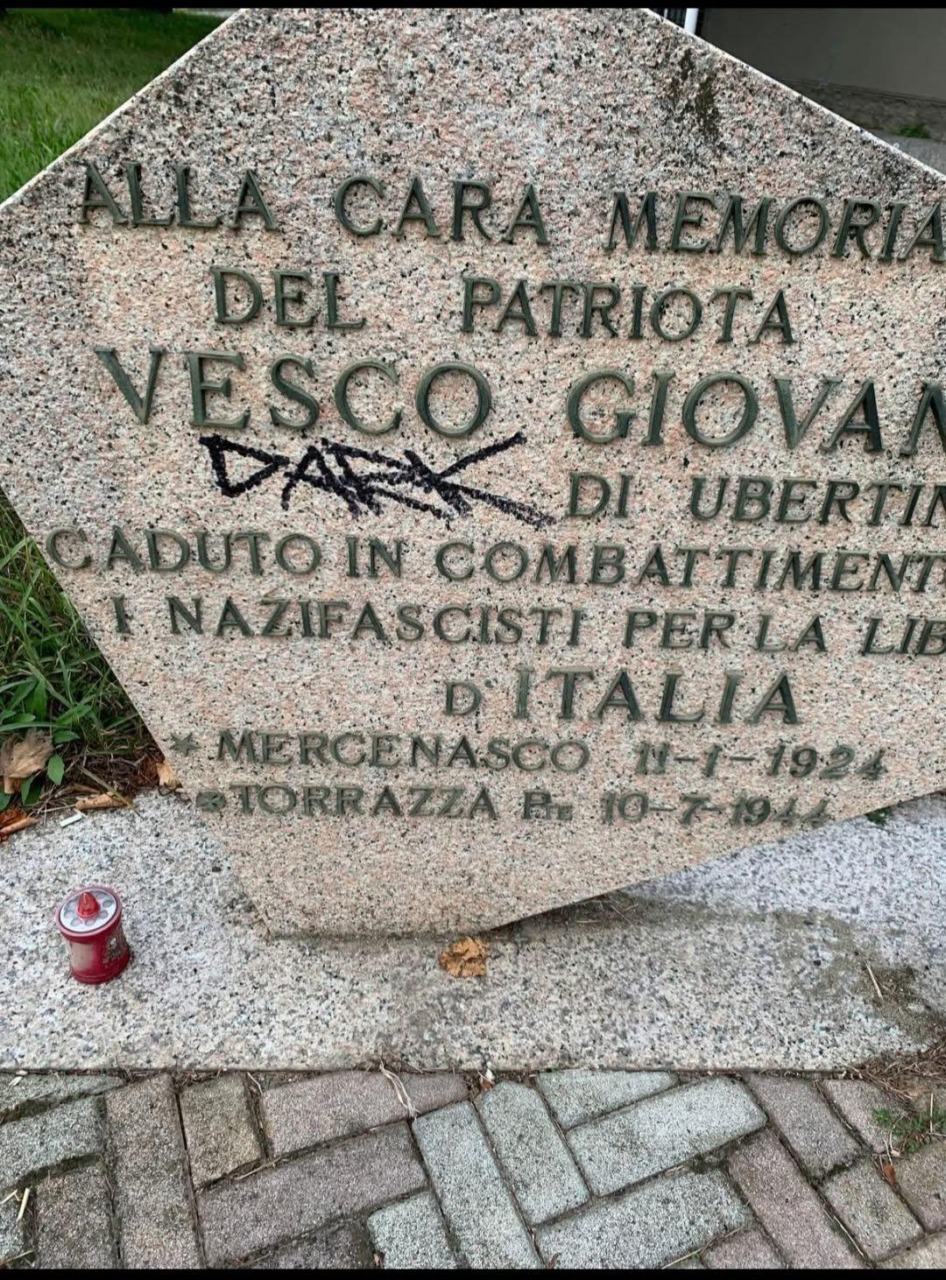 ALLA CARA MEMORIA
DEL PATRIOTA
VESCO GIOVAN
DARK DI UBERTIN
CADUTO IN COMBATTIMENT
I NAZIFASCISTI PER LA LIB
D'ITALIA
* MERCENASCO 11-1-1924
TORRAZZA PTE 10-7-1944